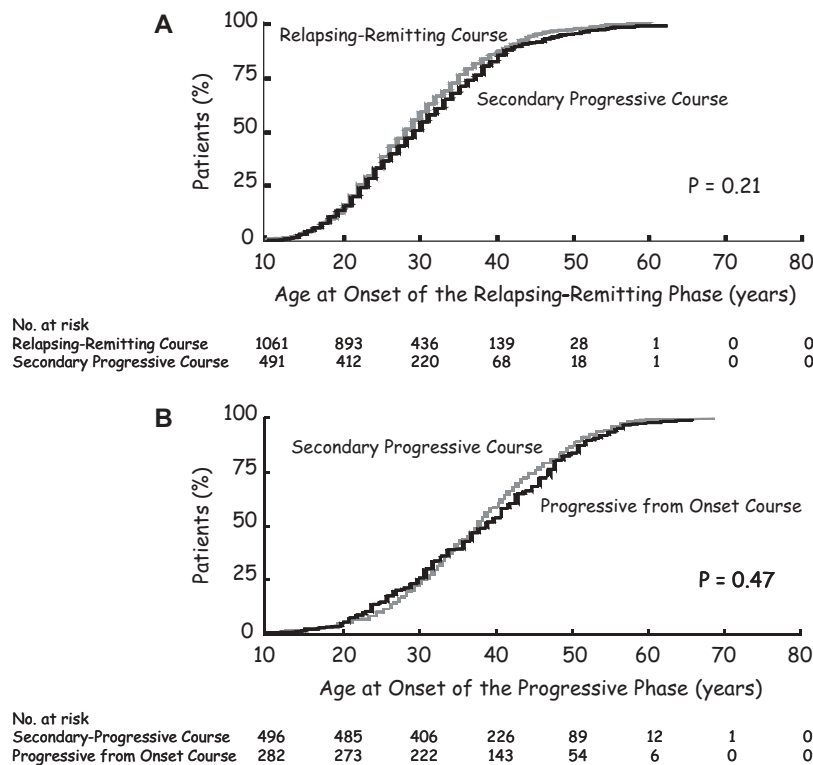 A
100
75
50
25
0
Patients (%)
Relapsing-Remitting Course
Secondary Progressive Course
P = 0.21
10 20 30 40 50 60 70 80
Age at Onset of the Relapsing-Remitting Phase (years)
No. at risk
Relapsing-Remitting Course 1061 893 436 139 28 1 0 0
Secondary Progressive Course 491 412 220 68 18 1 0 0
B
100
75
50
25
0
Patients (%)
Secondary Progressive Course
Progressive from Onset Course
P = 0.47
10 20 30 40 50 60 70 80
Age at Onset of the Progressive Phase (years)
No. at risk
Secondary-Progressive Course 496 485 406 226 89 12 1 0
Progressive from Onset Course 282 273 222 143 54 6 0 0